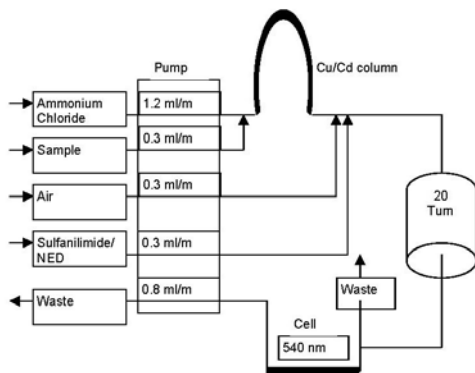 Pump
Cu/Cd column
Ammonium
Chloride
1.2 ml/m
Sample
0.3 ml/m
Air
0.3 ml/m
Sulfanilimide/
NED
0.3 ml/m
Waste
0.8 ml/m
20
Turn
Waste
Cell
540 nm